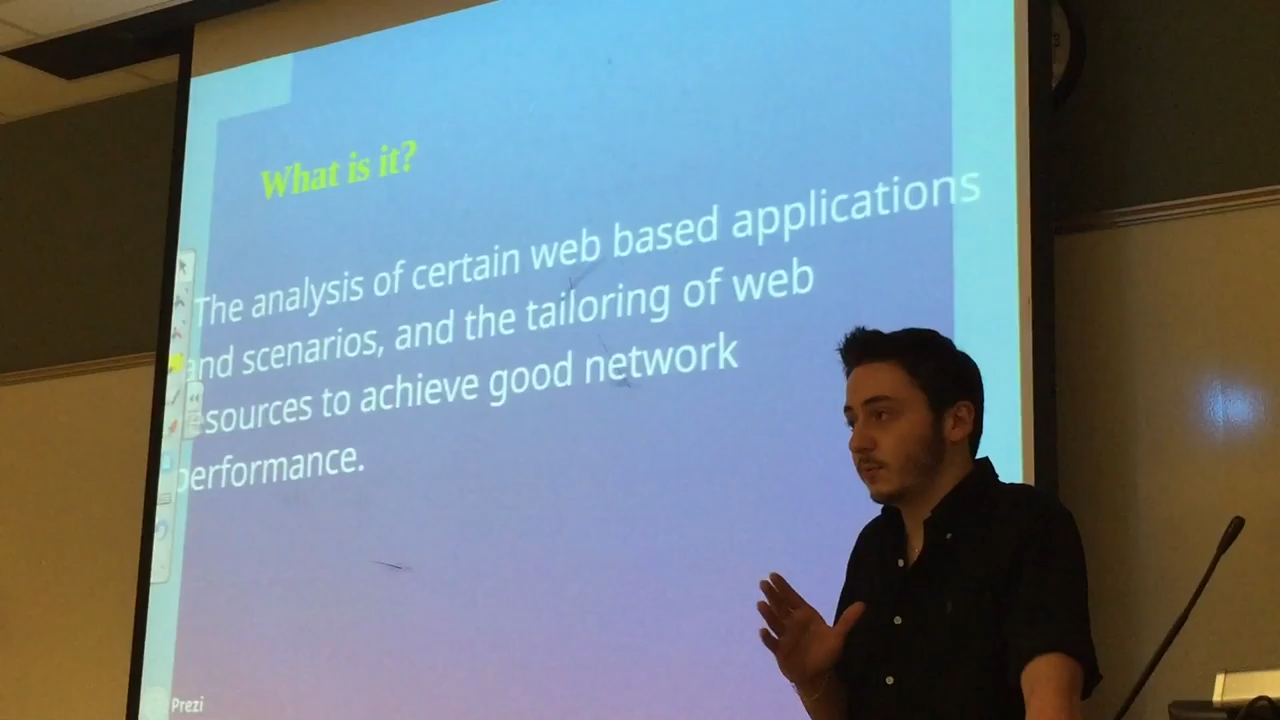 What is it?
The analysis of certain web based applications
and scenarios, and the tailoring of web
resources to achieve good network
performance.
Prezi